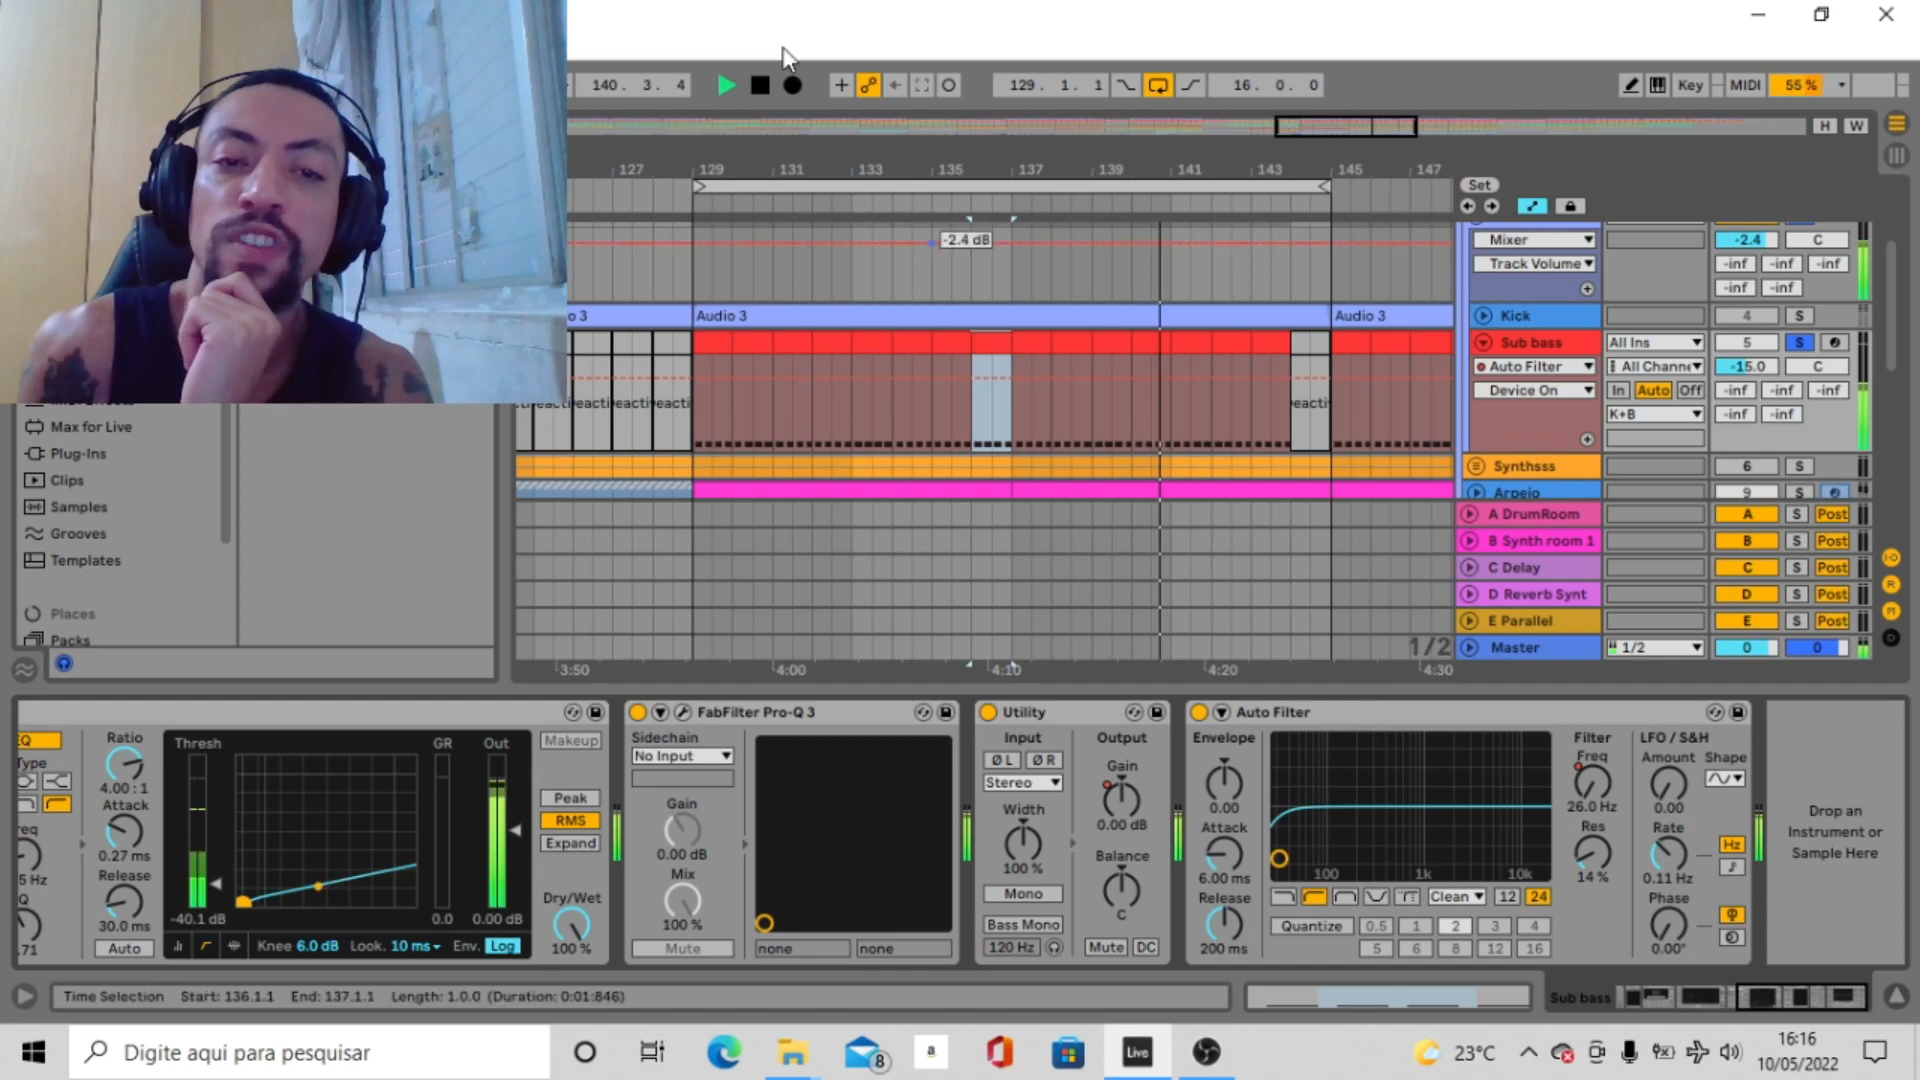 140 . 3 . 4
129 . 1 . 1
16 . 0 . 0
Key
MIDI
55 %
H
W
127
129
131
133
135
137
139
141
143
145
147
Set
-2.4 dB
Mixer
-2.4
C
Track Volume
-inf
-inf
-inf
-inf
-inf
o 3
Audio 3
Audio 3
Kick
4
S
Sub bass
All Ins
5
S
Auto Filter
All Channe
-15.0
C
Device On
In
Auto
Off
-inf
-inf
-inf
K+B
-inf
-inf
eacti
eacti
eacti
eacti
Synthsss
6
S
Arpejo
9
S
A DrumRoom
A
S
Post
B Synth room 1
B
S
Post
C Delay
C
S
Post
D Reverb Synt
D
S
Post
E Parallel
E
S
Post
1/2
Master
1/2
0
0
3:50
4:00
4:10
4:20
4:30
Max for Live
Plug-Ins
Clips
Samples
Grooves
Templates
Places
Packs
EQ
Type
Ratio
4.00 : 1
Attack
0.27 ms
Release
30.0 ms
Auto
req
5 Hz
Q
.71
Thresh
-40.1 dB
GR
0.0
Out
0.00 dB
Knee 6.0 dB
Look. 10 ms
Env. Log
Makeup
Peak
RMS
Expand
Dry/Wet
100 %
FabFilter Pro-Q 3
Sidechain
No Input
Gain
0.00 dB
Mix
100 %
Mute
none
none
Utility
Input
Ø L
Ø R
Stereo
Width
100 %
Mono
Bass Mono
120 Hz
Output
Gain
0.00 dB
Balance
C
Mute
DC
Auto Filter
Envelope
0.00
Attack
6.00 ms
Release
200 ms
100
1k
10k
Clean
12
24
Quantize
0.5
1
2
3
4
5
6
8
12
16
Filter
Freq
26.0 Hz
Res
14 %
LFO / S&H
Amount
0.00
Shape
Rate
0.11 Hz
Hz
Phase
0.00°
Drop an
Instrument or
Sample Here
Time Selection Start: 136.1.1 End: 137.1.1 Length: 1.0.0 (Duration: 0:01:846)
Sub bass
Digite aqui para pesquisar
8
a
Live
23°C
16:16
10/05/2022